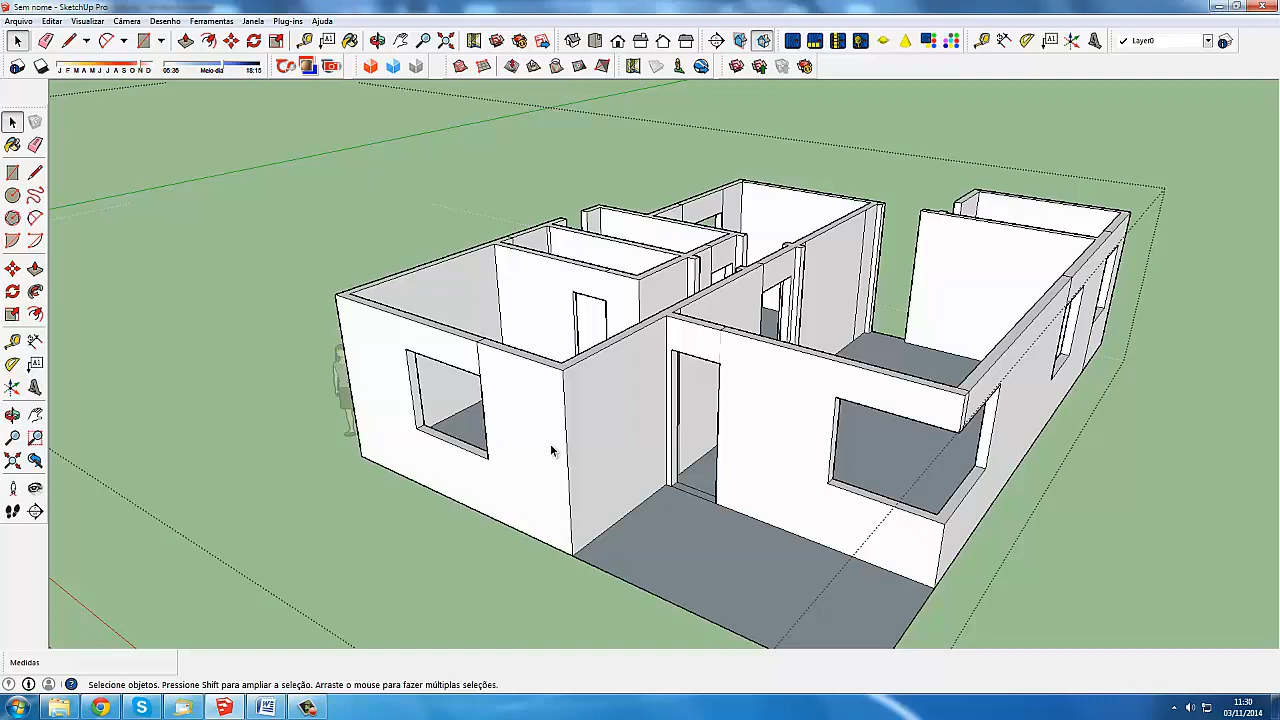 Sem nome - SketchUp Pro
Arquivo Editar Visualizar Câmera Desenho Ferramentas Janela Plug-ins Ajuda
Layer0
J F M A M J J A S O N D 05:36 Meio-dia 18:15
Medidas
Selecione objetos. Pressione Shift para ampliar a seleção. Arraste o mouse para fazer múltiplas seleções.
11:30
03/11/2014